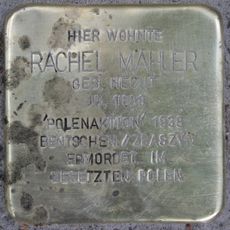 HIER WOHNTE
RACHEL MAHLER
GEB.
JG.
'POLENAKTION' 1938
BENTSCHEN/ZBASZYN
ERMORDET IM
BESETZTEN POLEN